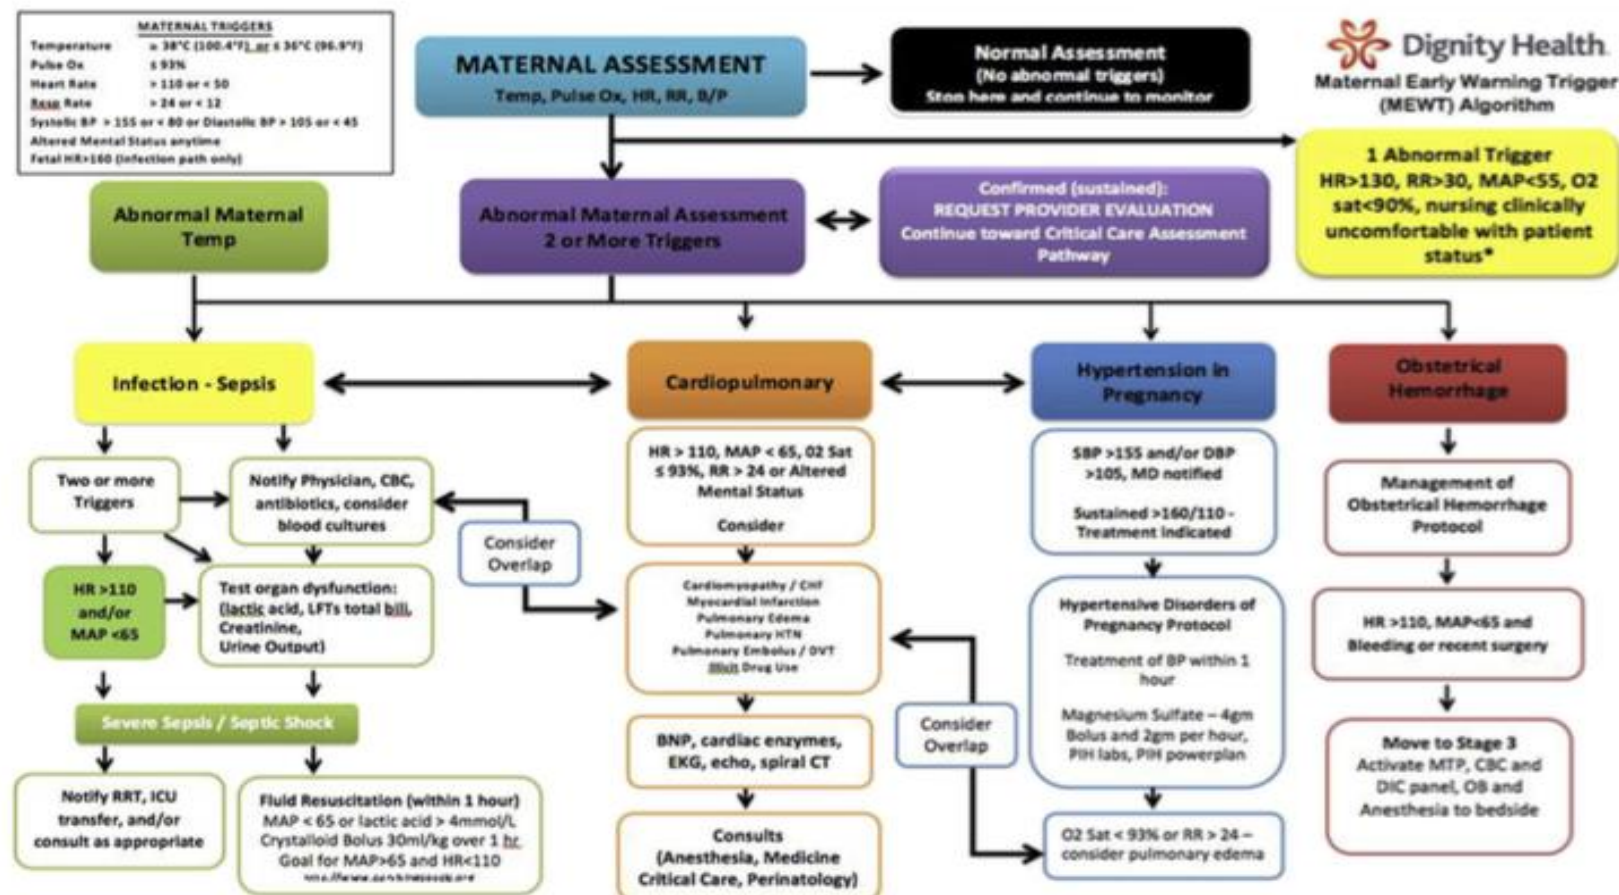 MATERNAL TRIGGERS
Temperature ≥ 38°C (100.4°F) or ≤ 36°C (96.9°F)
Pulse Ox ≤ 93%
Heart Rate > 110 or < 50
Resp Rate > 24 or < 12
Systolic BP > 155 or < 80 or Diastolic BP > 105 or < 45
Altered Mental Status anytime
Fetal HR>160 (Infection path only)
MATERNAL ASSESSMENT
Temp, Pulse Ox, HR, RR, B/P
Normal Assessment
(No abnormal triggers)
Stop here and continue to monitor
Dignity Health
Maternal Early Warning Trigger
(MEWT) Algorithm
Abnormal Maternal
Temp
Abnormal Maternal Assessment
2 or More Triggers
Confirmed (sustained):
REQUEST PROVIDER EVALUATION
Continue toward Critical Care Assessment
Pathway
1 Abnormal Trigger
HR>130, RR>30, MAP<55, O2
sat<90%, nursing clinically
uncomfortable with patient
status*
Infection - Sepsis
Cardiopulmonary
Hypertension in
Pregnancy
Obstetrical
Hemorrhage
Two or more
Triggers
Notify Physician, CBC,
antibiotics, consider
blood cultures
HR >110
and/or
MAP <65
Test organ dysfunction:
(lactic acid, LFTs total bili,
Creatinine,
Urine Output)
Severe Sepsis / Septic Shock
Notify RRT, ICU
transfer, and/or
consult as appropriate
Fluid Resuscitation (within 1 hour)
MAP < 65 or lactic acid > 4mmol/L
Crystalloid Bolus 30ml/kg over 1 hr.
Goal for MAP>65 and HR<110
Consider
Overlap
HR > 110, MAP < 65, 02 Sat
≤ 93%, RR > 24 or Altered
Mental Status
Consider
Cardiomyopathy / CHF
Myocardial Infarction
Pulmonary Edema
Pulmonary HTN
Pulmonary Embolus / DVT
Illicit Drug Use
BNP, cardiac enzymes,
EKG, echo, spiral CT
Consults
(Anesthesia, Medicine
Critical Care, Perinatology)
Consider
Overlap
SBP >155 and/or DBP
>105, MD notified
Sustained >160/110 -
Treatment indicated
Hypertensive Disorders of
Pregnancy Protocol
Treatment of BP within 1
hour
Magnesium Sulfate – 4gm
Bolus and 2gm per hour,
PIH labs, PIH powerplan
O2 Sat < 93% or RR > 24 –
consider pulmonary edema
Management of
Obstetrical Hemorrhage
Protocol
HR >110, MAP<65 and
Bleeding or recent surgery
Move to Stage 3
Activate MTP, CBC and
DIC panel, OB and
Anesthesia to bedside